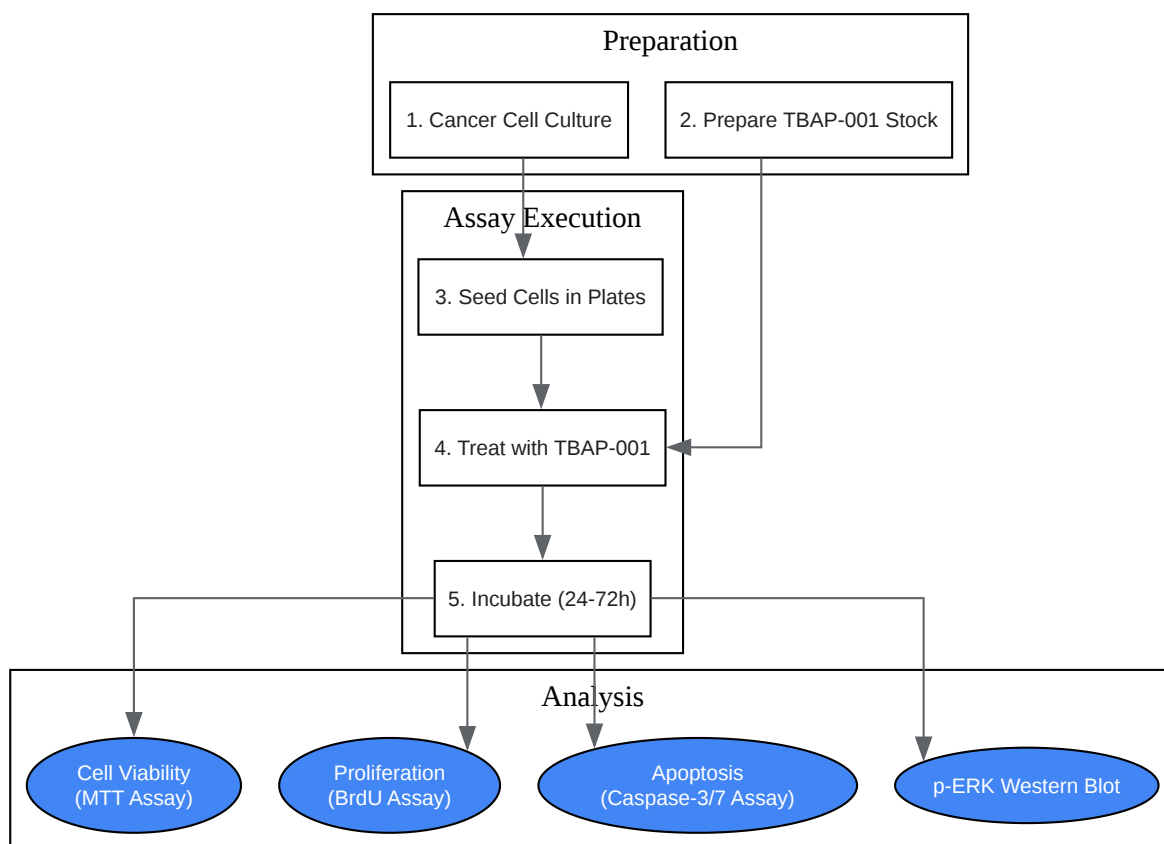 Preparation
1. Cancer Cell Culture
2. Prepare TBAP-001 Stock
Assay Execution
3. Seed Cells in Plates
4. Treat with TBAP-001
5. Incubate (24-72h)
Analysis
Cell Viability
(MTT Assay)
Proliferation
(BrdU Assay)
Apoptosis
(Caspase-3/7 Assay)
p-ERK Western Blot